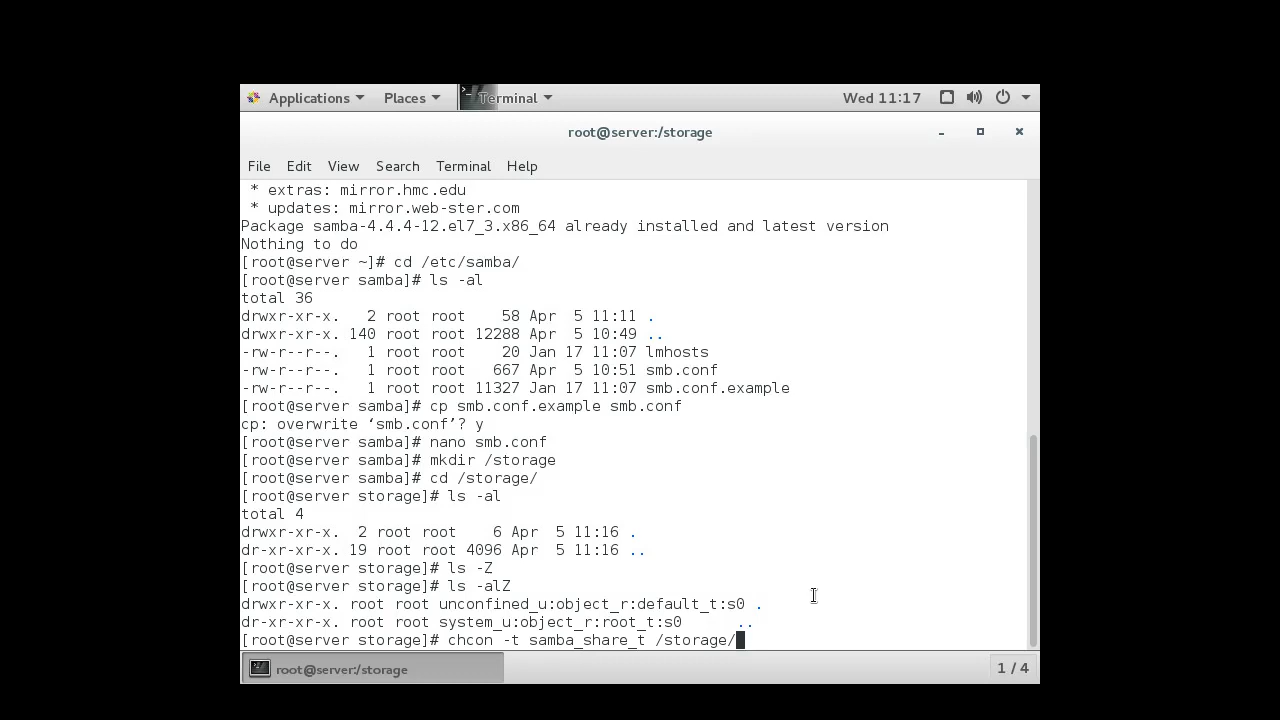 Applications Places Terminal Wed 11:17
root@server:/storage
File Edit View Search Terminal Help
* extras: mirror.hmc.edu
* updates: mirror.web-ster.com
Package samba-4.4.4-12.el7_3.x86_64 already installed and latest version
Nothing to do
[root@server ~]# cd /etc/samba/
[root@server samba]# ls -al
total 36
drwxr-xr-x.   2 root root    58 Apr  5 11:11 .
drwxr-xr-x. 140 root root 12288 Apr  5 10:49 ..
-rw-r--r--.   1 root root    20 Jan 17 11:07 lmhosts
-rw-r--r--.   1 root root   667 Apr  5 10:51 smb.conf
-rw-r--r--.   1 root root 11327 Jan 17 11:07 smb.conf.example
[root@server samba]# cp smb.conf.example smb.conf
cp: overwrite ‘smb.conf’? y
[root@server samba]# nano smb.conf
[root@server samba]# mkdir /storage
[root@server samba]# cd /storage/
[root@server storage]# ls -al
total 4
drwxr-xr-x.  2 root root    6 Apr  5 11:16 .
dr-xr-xr-x. 19 root root 4096 Apr  5 11:16 ..
[root@server storage]# ls -Z
[root@server storage]# ls -alZ
drwxr-xr-x. root root unconfined_u:object_r:default_t:s0 .
dr-xr-xr-x. root root system_u:object_r:root_t:s0      ..
[root@server storage]# chcon -t samba_share_t /storage/
root@server:/storage 1 / 4